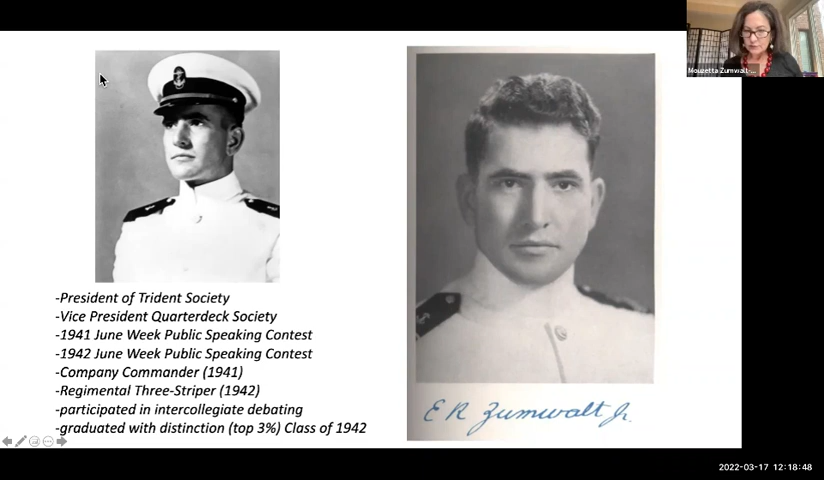 Mouzetta Zumwalt-...
-President of Trident Society
-Vice President Quarterdeck Society
-1941 June Week Public Speaking Contest
-1942 June Week Public Speaking Contest
-Company Commander (1941)
-Regimental Three-Striper (1942)
-participated in intercollegiate debating
-graduated with distinction (top 3%) Class of 1942
E R Zumwalt Jr.
2022-03-17 12:18:48